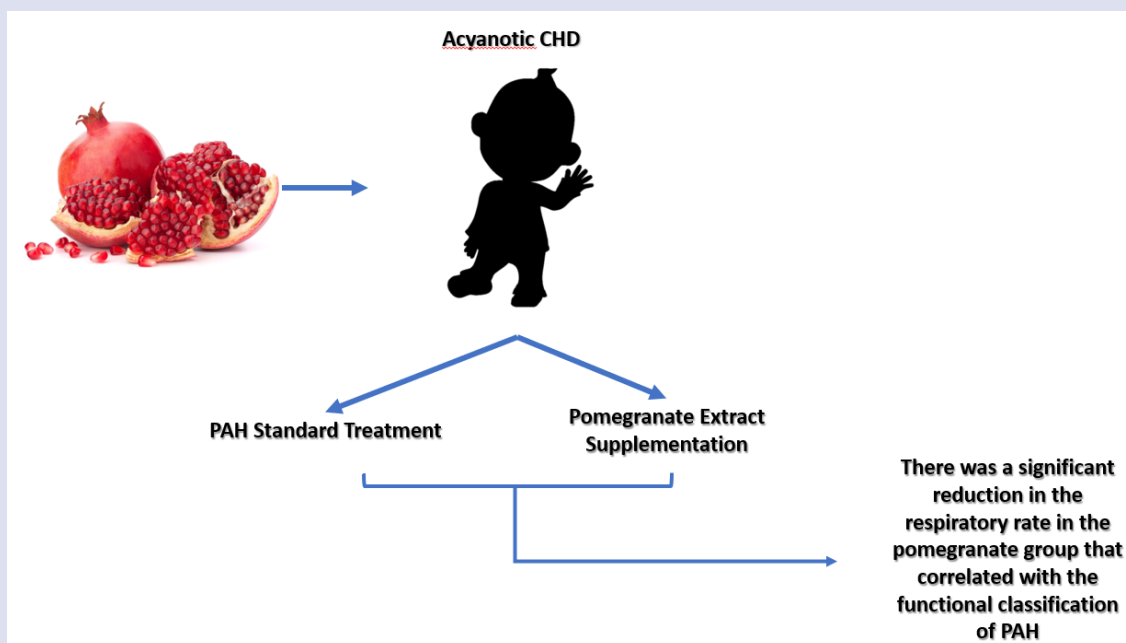 Acyanotic CHD
PAH Standard Treatment
Pomegranate Extract
Supplementation
There was a significant
reduction in the
respiratory rate in the
pomegranate group that
correlated with the
functional classification
of PAH